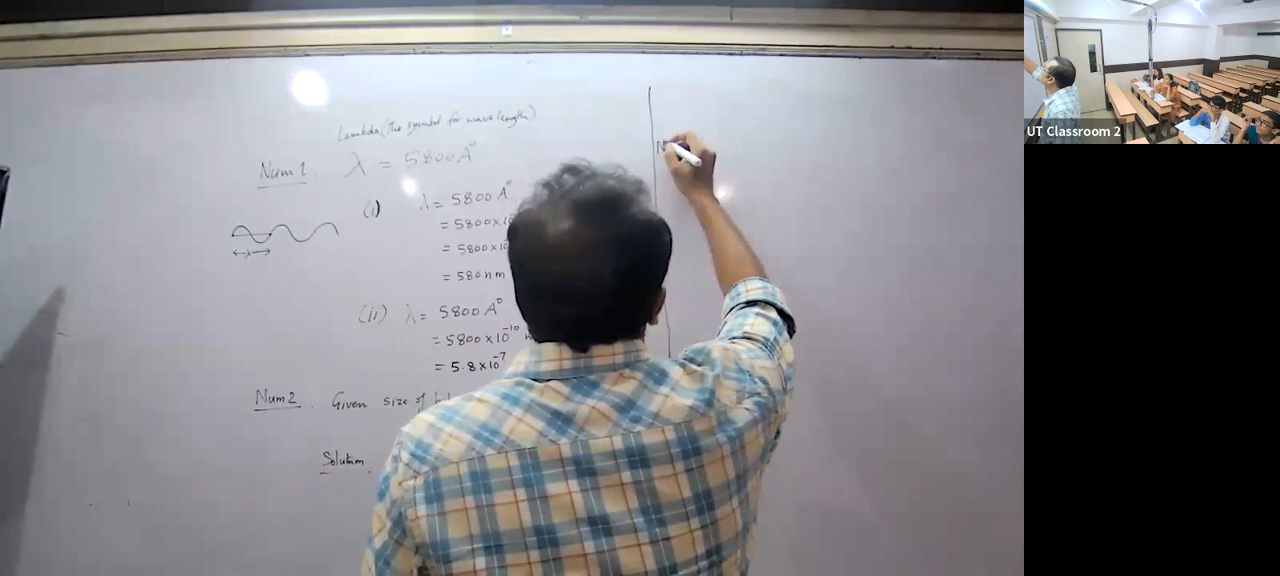 Lambda (the symbol for wave length)
Num 1. λ = 5800 A°
(i) λ = 5800 A°
= 5800 x 10
= 5800 x 10
= 580 nm
λ
(ii) λ = 5800 A°
= 5800 x 10⁻¹⁰
= 5.8 x 10⁻⁷
Num 2. Given size of
Solution.
N
UT Classroom 2